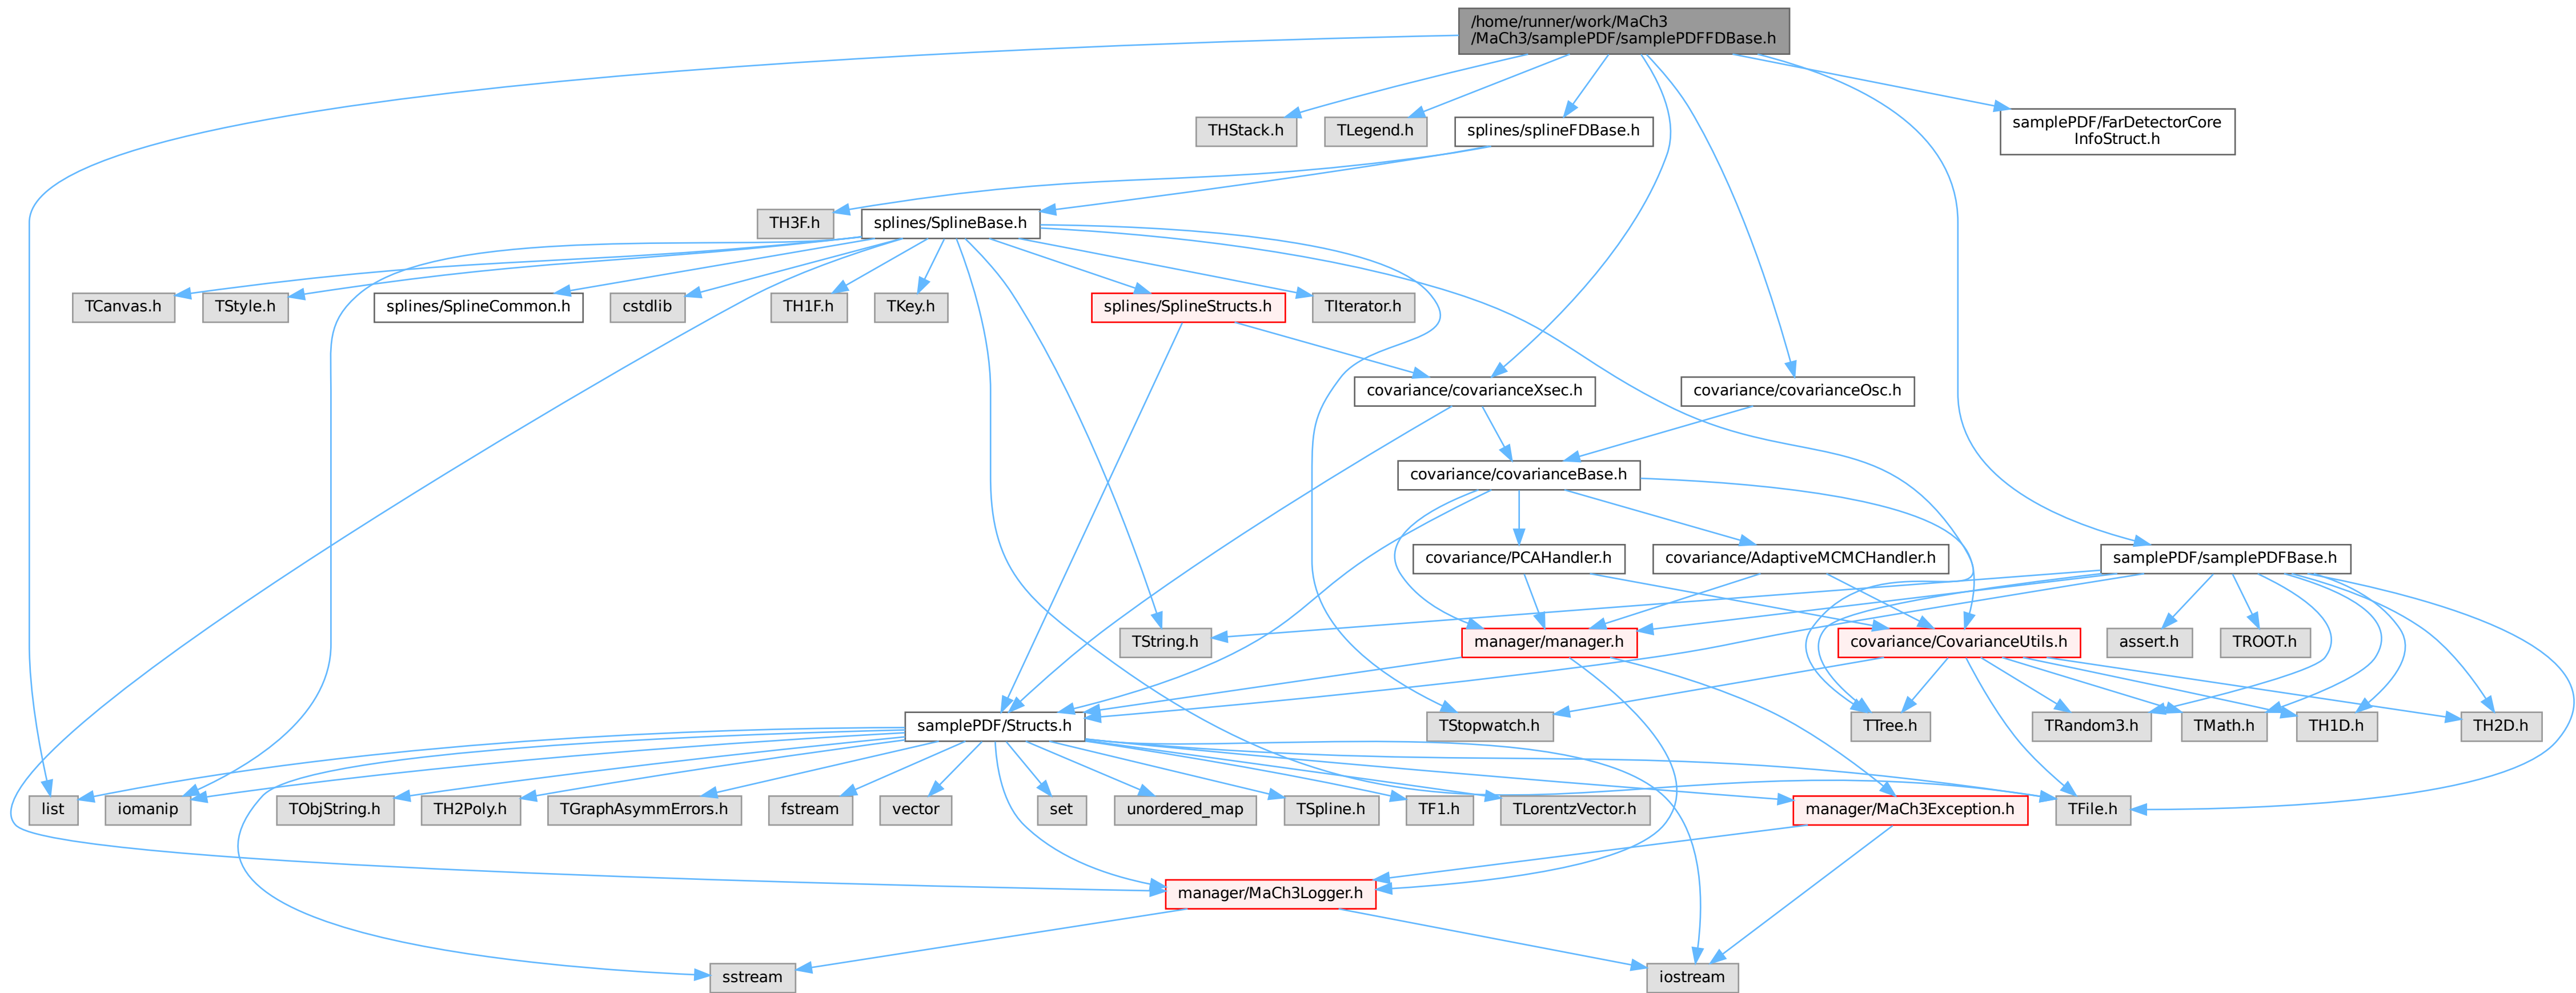 /home/runner/work/MaCh3
/MaCh3/samplePDF/samplePDFFDBase.h
THStack.h
TLegend.h
splines/splineFDBase.h
samplePDF/FarDetectorCore
InfoStruct.h
TH3F.h
splines/SplineBase.h
TCanvas.h
TStyle.h
splines/SplineCommon.h
cstdlib
TH1F.h
TKey.h
splines/SplineStructs.h
TIterator.h
covariance/covarianceXsec.h
covariance/covarianceOsc.h
covariance/covarianceBase.h
covariance/PCAHandler.h
covariance/AdaptiveMCMCHandler.h
samplePDF/samplePDFBase.h
TString.h
manager/manager.h
covariance/CovarianceUtils.h
assert.h
TROOT.h
samplePDF/Structs.h
TStopwatch.h
TTree.h
TRandom3.h
TMath.h
TH1D.h
TH2D.h
list
iomanip
TObjString.h
TH2Poly.h
TGraphAsymmErrors.h
fstream
vector
set
unordered_map
TSpline.h
TF1.h
TLorentzVector.h
manager/MaCh3Exception.h
TFile.h
manager/MaCh3Logger.h
sstream
iostream